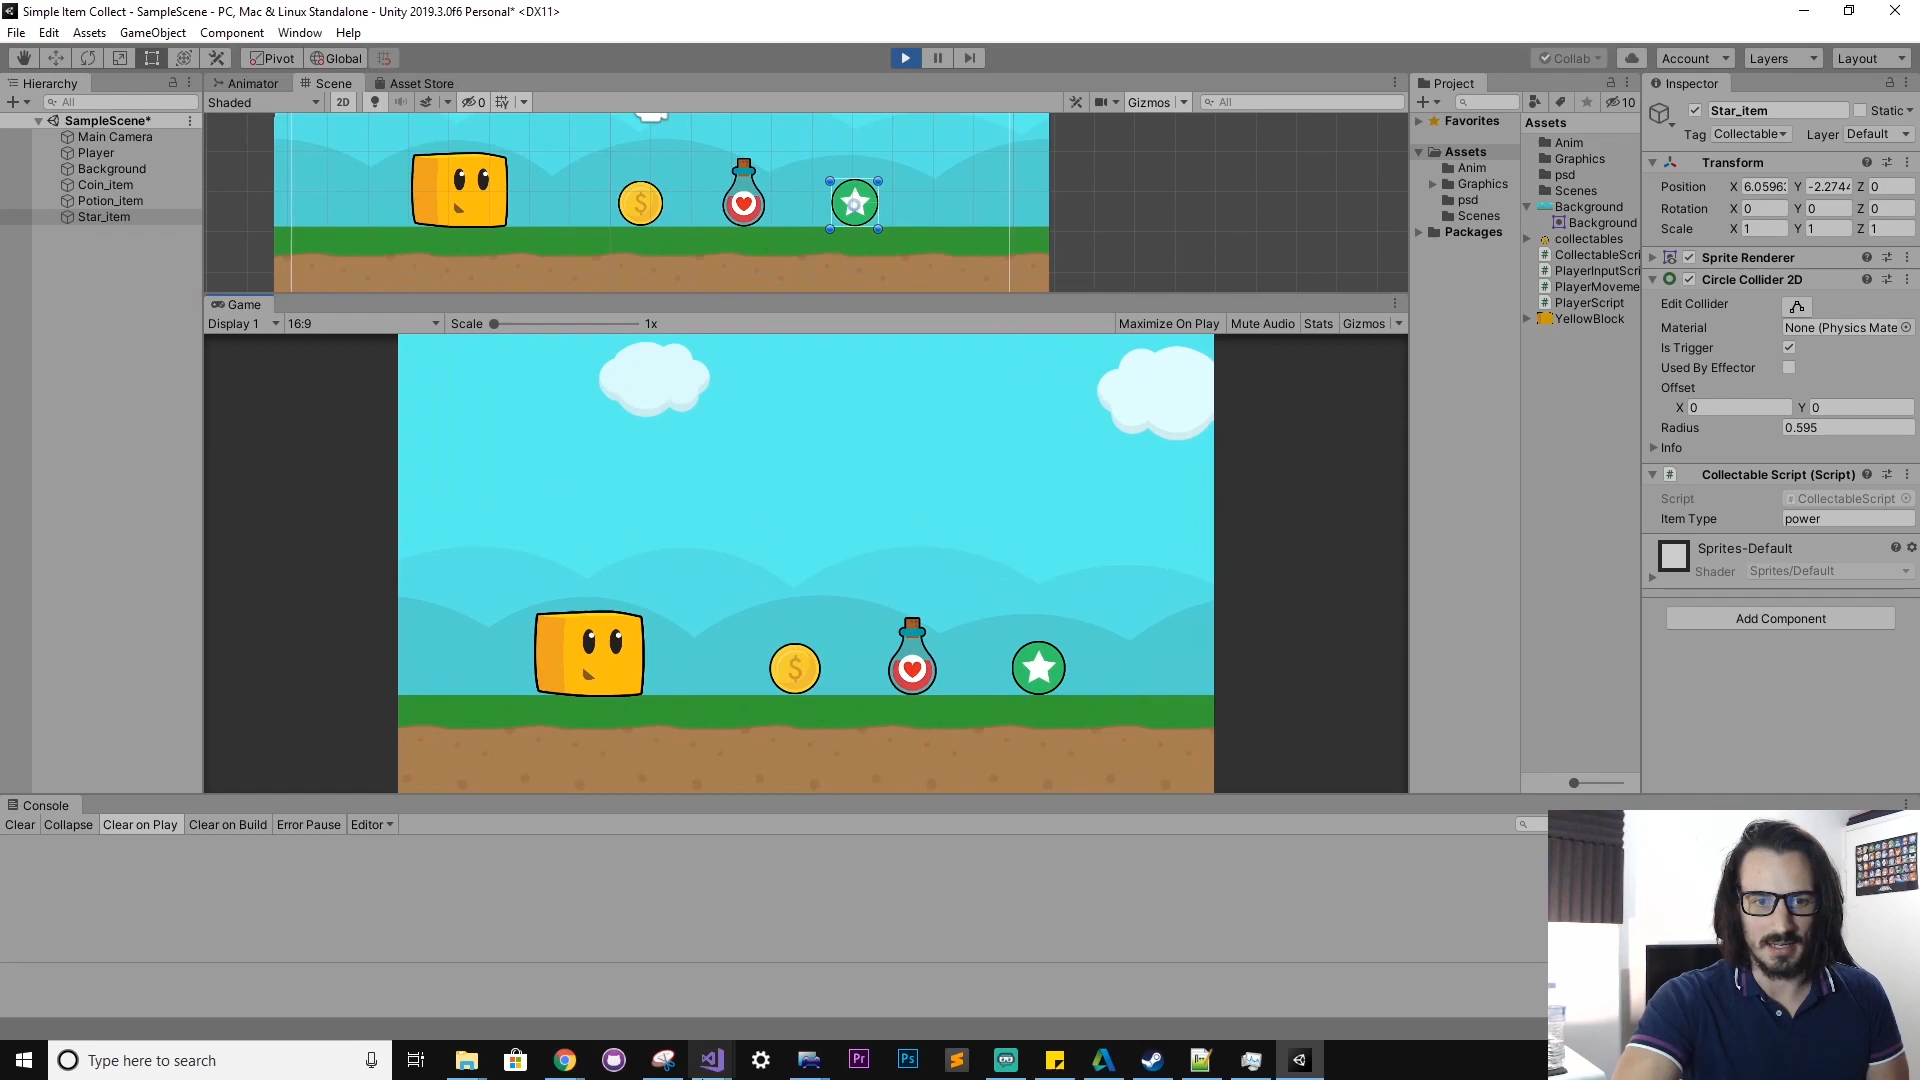 Simple Item Collect - SampleScene - PC, Mac & Linux Standalone - Unity 2019.3.0f6 Personal* <DX11>
File Edit Assets GameObject Component Window Help
Pivot Global Collab Account Layers Layout
Hierarchy Animator Scene Asset Store Project Inspector
All Shaded 2D 0 Gizmos All 10 Star_item Static
SampleScene* Favorites Assets
Main Camera Anim Tag Collectable Layer Default
Player Assets Graphics
Background Anim psd Transform
Coin_item Graphics Scenes Position X 6.0596 Y -2.2744 Z 0
Potion_item psd Background Rotation X 0 Y 0 Z 0
Star_item Scenes Background Scale X 1 Y 1 Z 1
Packages collectables
CollectableScri Sprite Renderer
PlayerInputScri Circle Collider 2D
PlayerMoveme
PlayerScript Edit Collider
YellowBlock
Game Material None (Physics Mate
Display 1 16:9 Scale 1x Maximize On Play Mute Audio Stats Gizmos
Is Trigger
Used By Effector
Offset
X 0 Y 0
Radius 0.595
Info
Collectable Script (Script)
Script CollectableScript
Item Type power
Sprites-Default
Shader Sprites/Default
Add Component
$
$
Console
Clear Collapse Clear on Play Clear on Build Error Pause Editor
Type here to search Pr Ps